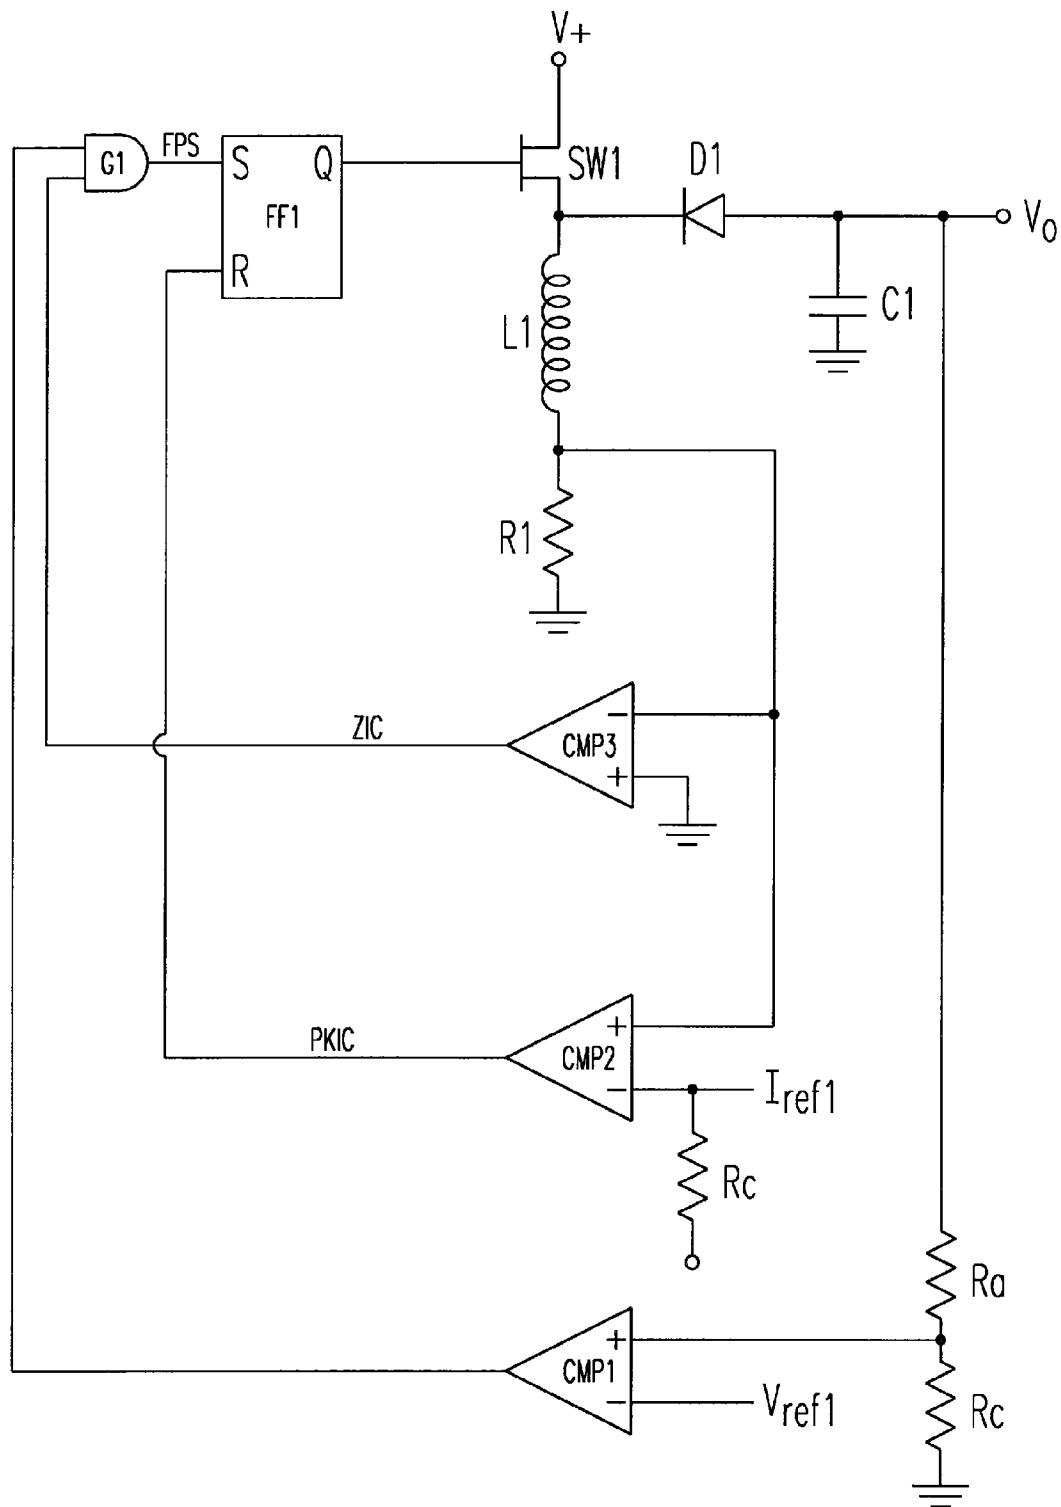 V+
G1
FPS
S
Q
FF1
R
SW1
D1
Vo
C1
L1
R1
ZIC
−
CMP3
+
PKIC
+
CMP2
−
Iref1
Rc
Ra
+
CMP1
−
Vref1
Rc